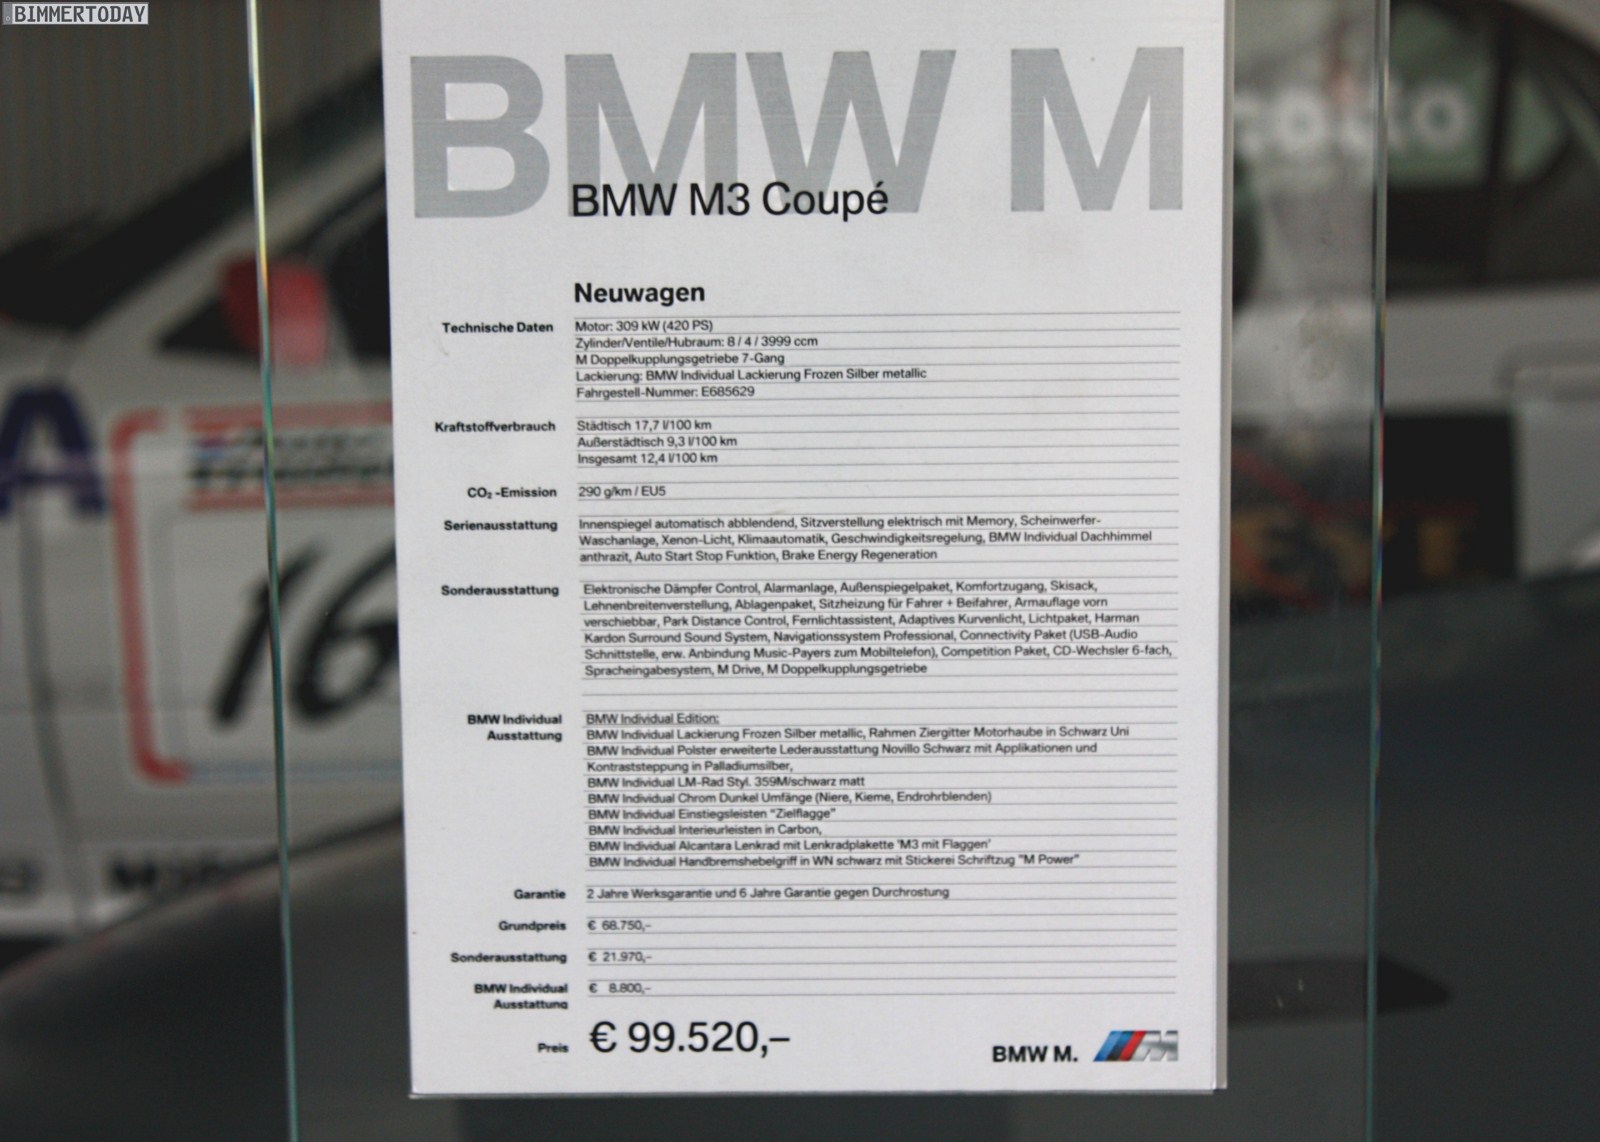 BIMMERTODAY
BMW M
BMW M3 Coupé
Neuwagen
Technische Daten
Motor: 309 kW (420 PS)
Zylinder/Ventile/Hubraum: 8 / 4 / 3999 ccm
M Doppelkupplungsgetriebe 7-Gang
Lackierung: BMW Individual Lackierung Frozen Silber metallic
Fahrgestell-Nummer: E685629
Kraftstoffverbrauch
Städtisch 17,7 l/100 km
Außerstädtisch 9,3 l/100 km
Insgesamt 12,4 l/100 km
CO₂ -Emission
290 g/km / EU5
Serienausstattung
Innenspiegel automatisch abblendend, Sitzverstellung elektrisch mit Memory, Scheinwerfer-
Waschanlage, Xenon-Licht, Klimaautomatik, Geschwindigkeitsregelung, BMW Individual Dachhimmel
anthrazit, Auto Start Stop Funktion, Brake Energy Regeneration
Sonderausstattung
Elektronische Dämpfer Control, Alarmanlage, Außenspiegelpaket, Komfortzugang, Skisack,
Lehnenbreitenverstellung, Ablagenpaket, Sitzheizung für Fahrer + Beifahrer, Armauflage vorn
verschiebbar, Park Distance Control, Fernlichtassistent, Adaptives Kurvenlicht, Lichtpaket, Harman
Kardon Surround Sound System, Navigationssystem Professional, Connectivity Paket (USB-Audio
Schnittstelle, erw. Anbindung Music-Payers zum Mobiltelefon), Competition Paket, CD-Wechsler 6-fach,
Spracheingabesystem, M Drive, M Doppelkupplungsgetriebe
BMW Individual
Ausstattung
BMW Individual Edition:
BMW Individual Lackierung Frozen Silber metallic, Rahmen Ziergitter Motorhaube in Schwarz Uni
BMW Individual Polster erweiterte Lederausstattung Novillo Schwarz mit Applikationen und
Kontraststeppung in Palladiumsilber,
BMW Individual LM-Rad Styl. 359M/schwarz matt
BMW Individual Chrom Dunkel Umfänge (Niere, Kieme, Endrohrblenden)
BMW Individual Einstiegsleisten "Zielflagge"
BMW Individual Interieurleisten in Carbon,
BMW Individual Alcantara Lenkrad mit Lenkradplakette 'M3 mit Flaggen'
BMW Individual Handbremshebelgriff in WN schwarz mit Stickerei Schriftzug "M Power"
Garantie
2 Jahre Werksgarantie und 6 Jahre Garantie gegen Durchrostung
Grundpreis
€ 68.750,–
Sonderausstattung
€ 21.970,–
BMW Individual
Ausstattung
€ 8.800,–
Preis
€ 99.520,–
BMW M.
M
A
16